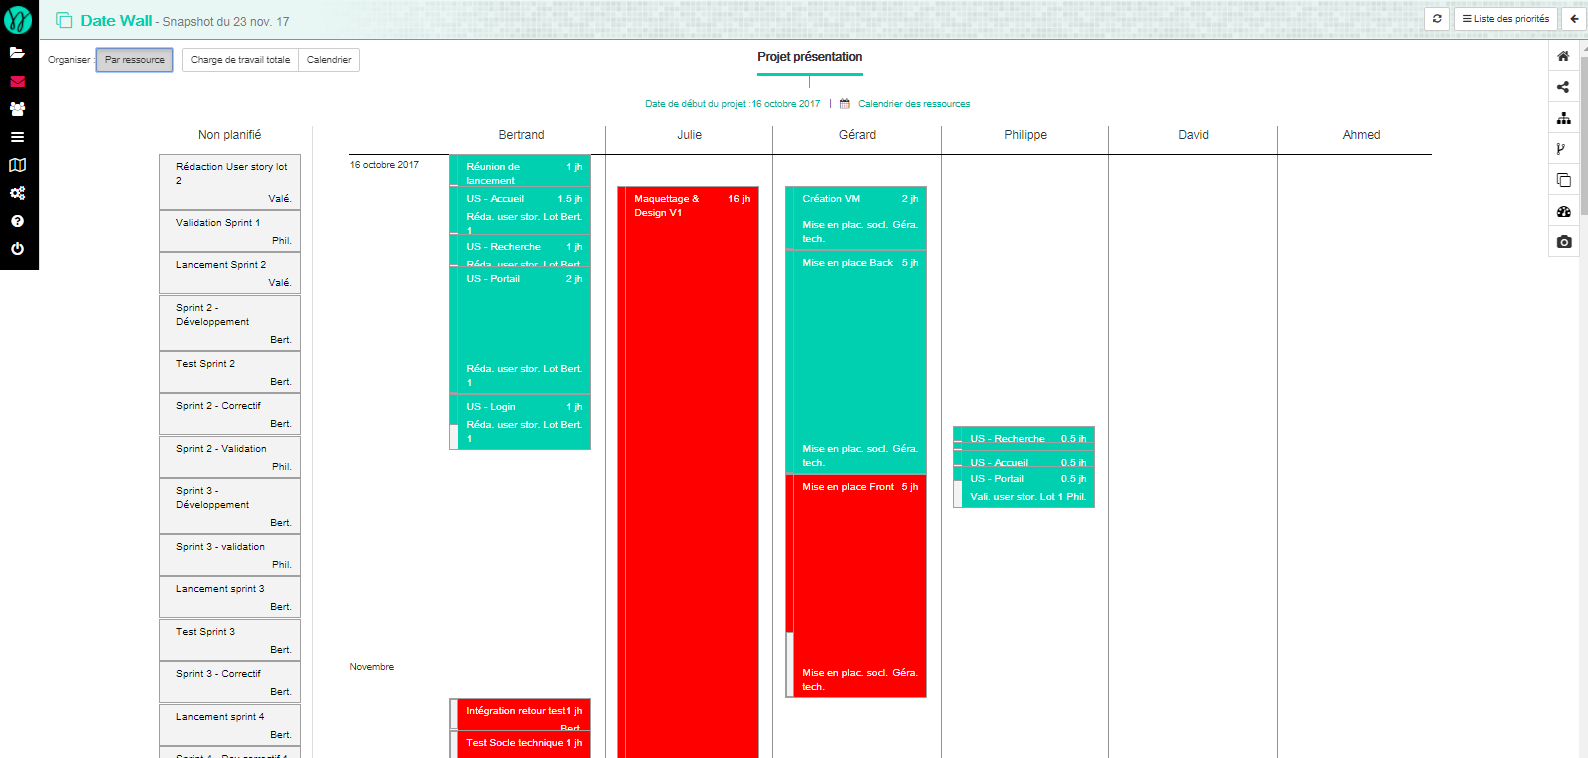 Date Wall - Snapshot du 23 nov. 17
Liste des priorités
Organiser : Par ressource Charge de travail totale Calendrier
Projet présentation
Date de début du projet :16 octobre 2017 | Calendrier des ressources
Non planifié Bertrand Julie Gérard Philippe David Ahmed
Rédaction User story lot
2
Valé.
Validation Sprint 1
Phil.
Lancement Sprint 2
Valé.
Sprint 2 -
Développement
Bert.
Test Sprint 2
Bert.
Sprint 2 - Correctif
Bert.
Sprint 2 - Validation
Phil.
Sprint 3 -
Développement
Bert.
Sprint 3 - validation
Phil.
Lancement sprint 3
Bert.
Test Sprint 3
Bert.
Sprint 3 - Correctif
Bert.
Lancement sprint 4
Bert.
16 octobre 2017
Novembre
Réunion de 1 jh
lancement
US - Accueil 1.5 jh
Réda. user stor. Lot Bert.
1
US - Recherche 1 jh
Réda. user stor. Lot Bert.
US - Portail 2 jh
Réda. user stor. Lot Bert.
1
US - Login 1 jh
Réda. user stor. Lot Bert.
1
Intégration retour test1 jh
Bert.
Test Socle technique 1 jh
Maquettage & 16 jh
Design V1
Création VM 2 jh
Mise en plac. socl. Géra.
tech.
Mise en place Back 5 jh
Mise en plac. socl. Géra.
tech.
Mise en place Front 5 jh
Mise en plac. socl. Géra.
tech.
US - Recherche 0.5 jh
US - Accueil 0.5 jh
US - Portail 0.5 jh
Vali. user stor. Lot 1 Phil.